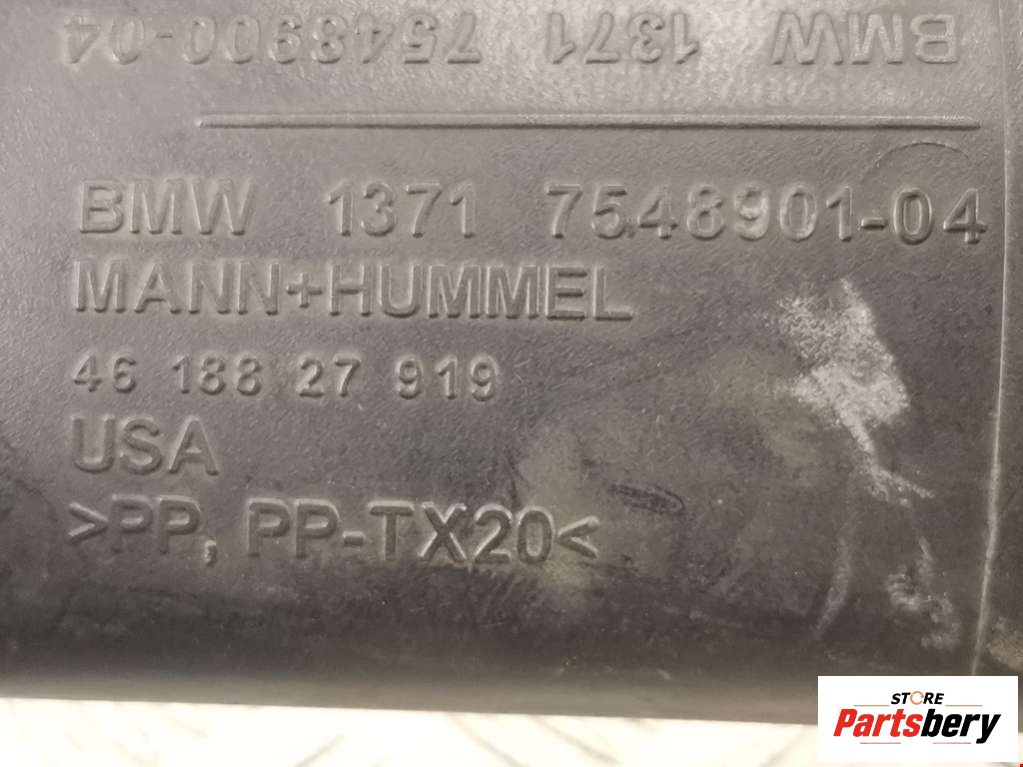 BMW 1371 7548900-04
BMW 1371 7548901-04
MANN+HUMMEL
46 188 27 919
USA
>PP, PP-TX20<
STORE
Partsbery